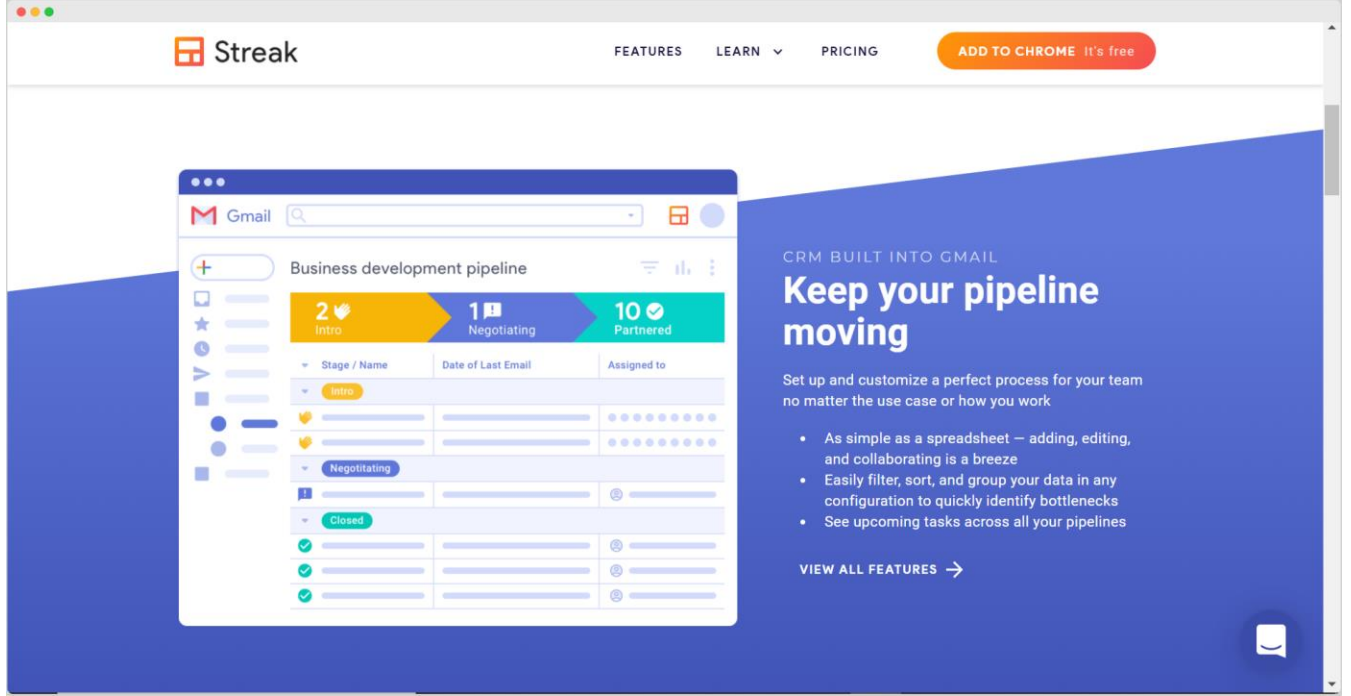 Streak
FEATURES LEARN PRICING ADD TO CHROME It's free
Gmail
Business development pipeline
2 1 10
Intro Negotiating Partnered
Stage / Name Date of Last Email Assigned to
Intro
Negotitating
Closed
CRM BUILT INTO GMAIL
Keep your pipeline
moving
Set up and customize a perfect process for your team
no matter the use case or how you work
• As simple as a spreadsheet — adding, editing,
and collaborating is a breeze
• Easily filter, sort, and group your data in any
configuration to quickly identify bottlenecks
• See upcoming tasks across all your pipelines
VIEW ALL FEATURES →